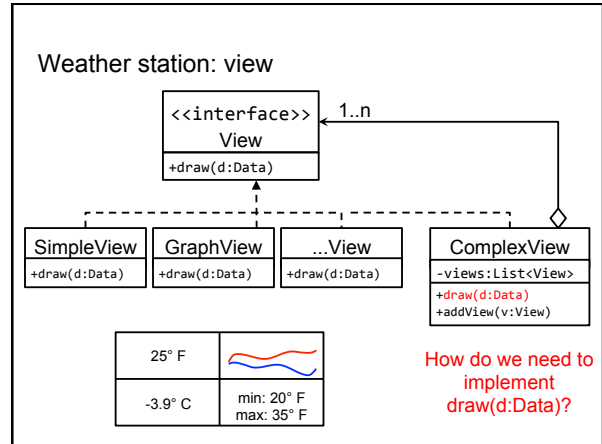 Weather station: view
<<interface>>
View
+draw(d:Data)
1..n
SimpleView
+draw(d:Data)
GraphView
+draw(d:Data)
...View
+draw(d:Data)
ComplexView
-views:List<View>
+draw(d:Data)
+addView(v:View)
25° F
-3.9° C
min: 20° F
max: 35° F
How do we need to
implement
draw(d:Data)?